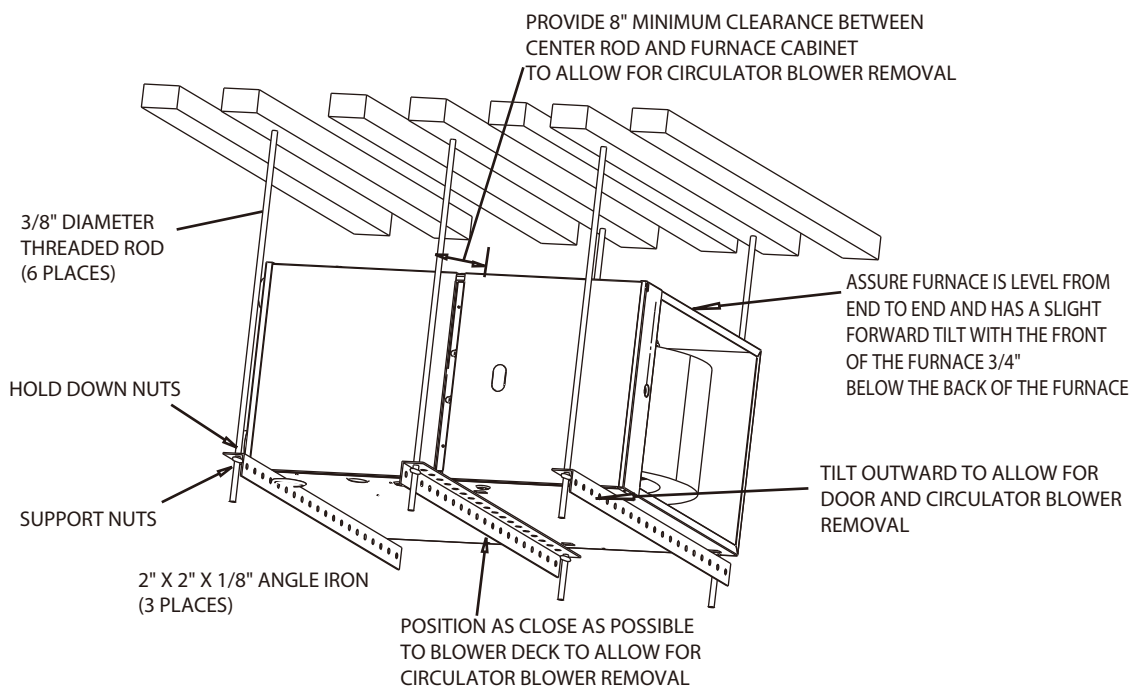 PROVIDE 8" MINIMUM CLEARANCE BETWEEN
CENTER ROD AND FURNACE CABINET
TO ALLOW FOR CIRCULATOR BLOWER REMOVAL
3/8" DIAMETER
THREADED ROD
(6 PLACES)
ASSURE FURNACE IS LEVEL FROM
END TO END AND HAS A SLIGHT
FORWARD TILT WITH THE FRONT
OF THE FURNACE 3/4"
BELOW THE BACK OF THE FURNACE
HOLD DOWN NUTS
SUPPORT NUTS
TILT OUTWARD TO ALLOW FOR
DOOR AND CIRCULATOR BLOWER
REMOVAL
2" X 2" X 1/8" ANGLE IRON
(3 PLACES)
POSITION AS CLOSE AS POSSIBLE
TO BLOWER DECK TO ALLOW FOR
CIRCULATOR BLOWER REMOVAL